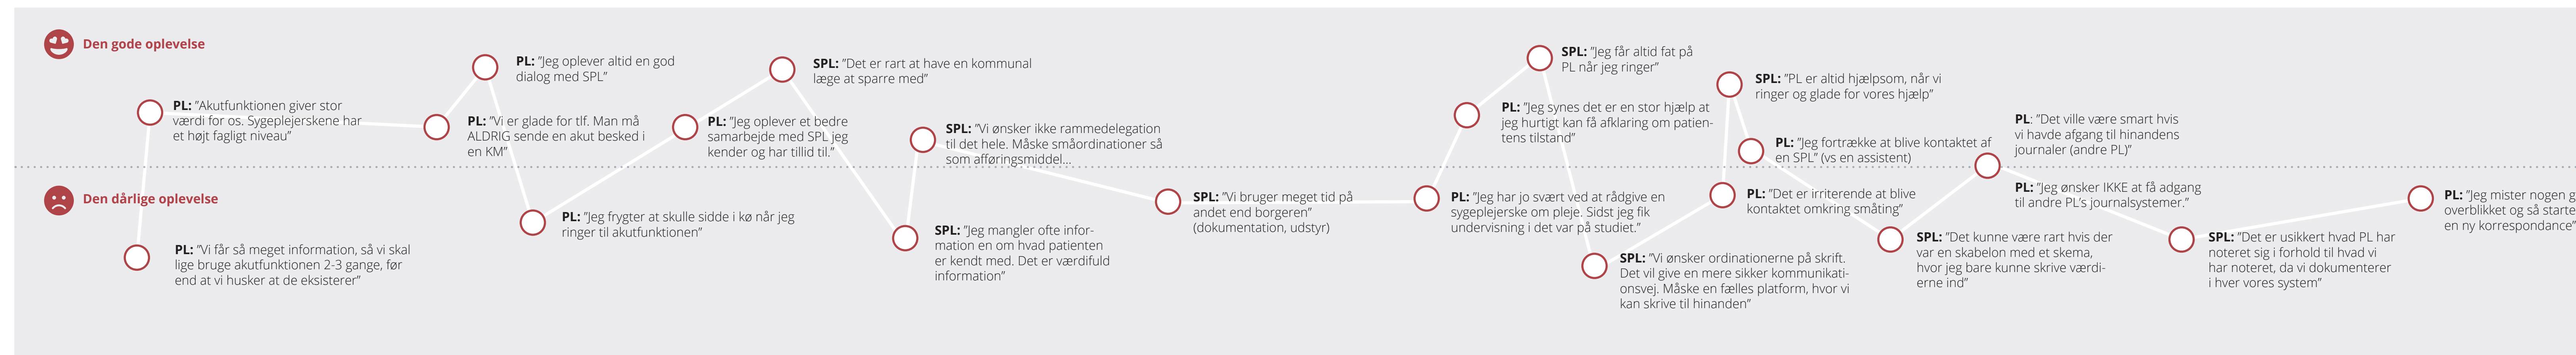 Den gode oplevelse
PL: ”Akutfunktionen giver stor
værdi for os. Sygeplejerskene har
et højt fagligt niveau”
PL: ”Jeg oplever altid en god
dialog med SPL”
PL: ”Vi er glade for tlf. Man må
ALDRIG sende en akut besked i
en KM”
PL: ”Jeg oplever et bedre
samarbejde med SPL jeg
kender og har tillid til.”
SPL: ”Det er rart at have en kommunal
læge at sparre med”
SPL: ”Vi ønsker ikke rammedelegation
til det hele. Måske småordinationer så
som afføringsmiddel...
SPL: ”Jeg får altid fat på
PL når jeg ringer”
PL: ”Jeg synes det er en stor hjælp at
jeg hurtigt kan få afklaring om patien-
tens tilstand”
SPL: ”PL er altid hjælpsom, når vi
ringer og glade for vores hjælp”
PL: ”Jeg fortrække at blive kontaktet af
en SPL” (vs en assistent)
PL: ”Det ville være smart hvis
vi havde afgang til hinandens
journaler (andre PL)”
Den dårlige oplevelse
PL: ”Vi får så meget information, så vi skal
lige bruge akutfunktionen 2-3 gange, før
end at vi husker at de eksisterer”
PL: ”Jeg frygter at skulle sidde i kø når jeg
ringer til akutfunktionen”
SPL: ”Jeg mangler ofte infor-
mation en om hvad patienten
er kendt med. Det er værdifuld
information”
SPL: ”Vi bruger meget tid på
andet end borgeren”
(dokumentation, udstyr)
PL: ”Jeg har jo svært ved at rådgive en
sygeplejerske om pleje. Sidst jeg fik
undervisning i det var på studiet.”
SPL: ”Vi ønsker ordinationerne på skrift.
Det vil give en mere sikker kommunikati-
onsvej. Måske en fælles platform, hvor vi
kan skrive til hinanden”
PL: ”Det er irriterende at blive
kontaktet omkring småting”
SPL: ”Det kunne være rart hvis der
var en skabelon med et skema,
hvor jeg bare kunne skrive værdi-
erne ind”
PL: ”Jeg ønsker IKKE at få adgang
til andre PL’s journalsystemer.”
SPL: ”Det er usikkert hvad PL har
noteret sig i forhold til hvad vi
har noteret, da vi dokumenterer
i hver vores system”
PL: ”Jeg mister nogen g
overblikket og så starte
en ny korrespondance”